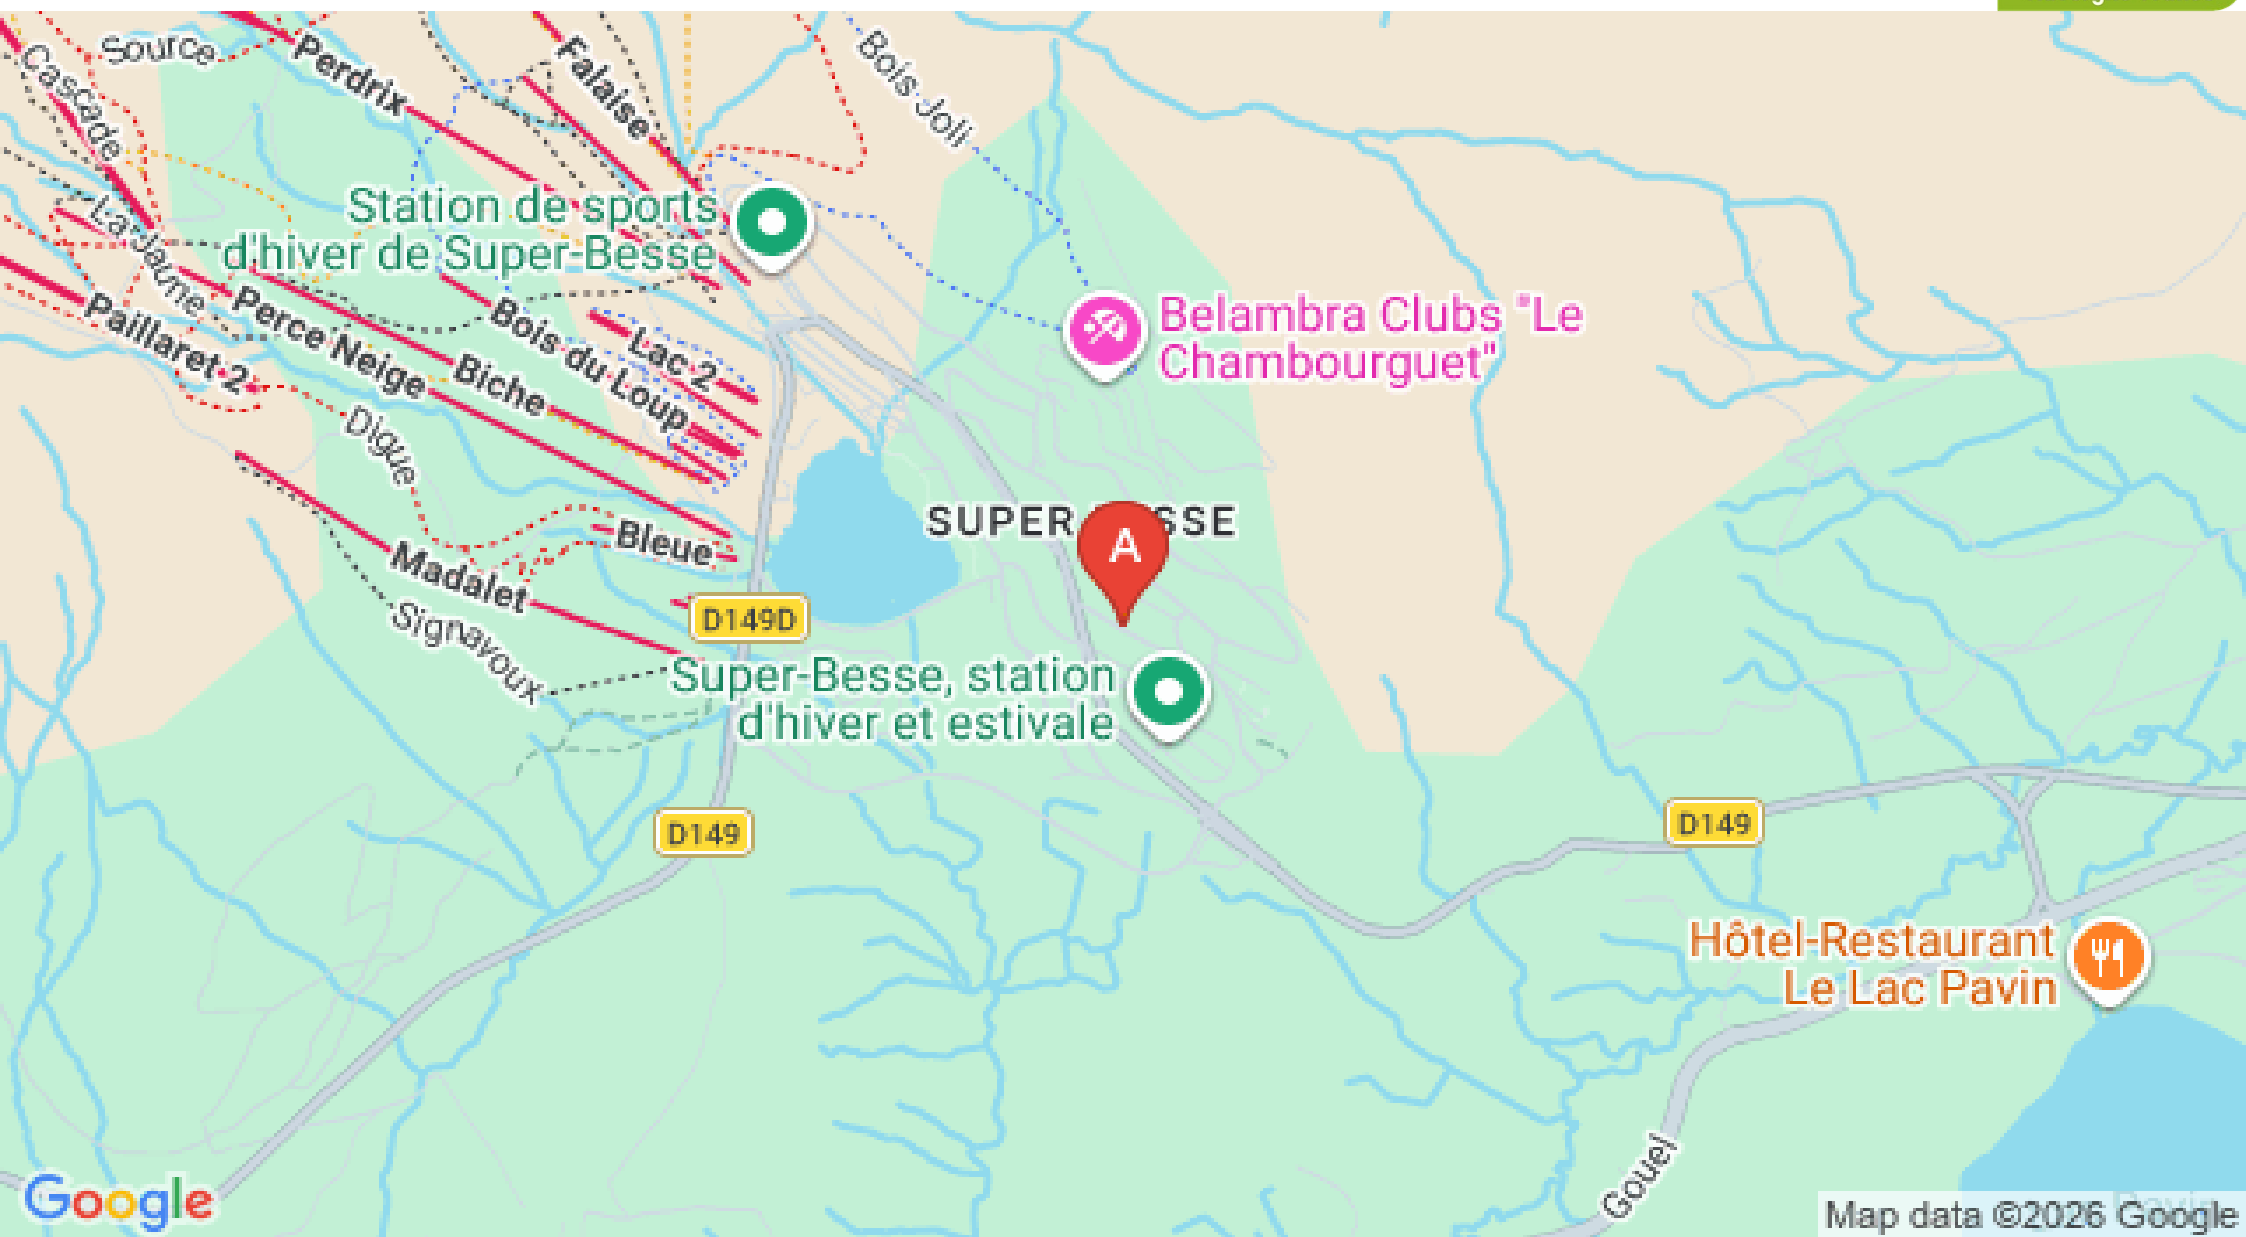 Source
Perdrix
Falaise
Bois Joli
Cascade
Station de sports
d'hiver de Super-Besse
La Jaune
Belambra Clubs "Le
Chambourguet"
Paillaret 2
Perce Neige
Biche
Bois du Loup
Lac 2
Digue
SUPER
SSE
A
Bleue
Madalet
Signavoux
D149D
Super-Besse, station
d'hiver et estivale
D149
D149
Hôtel-Restaurant
Le Lac Pavin
Gouel
Google
Map data ©2026 Google